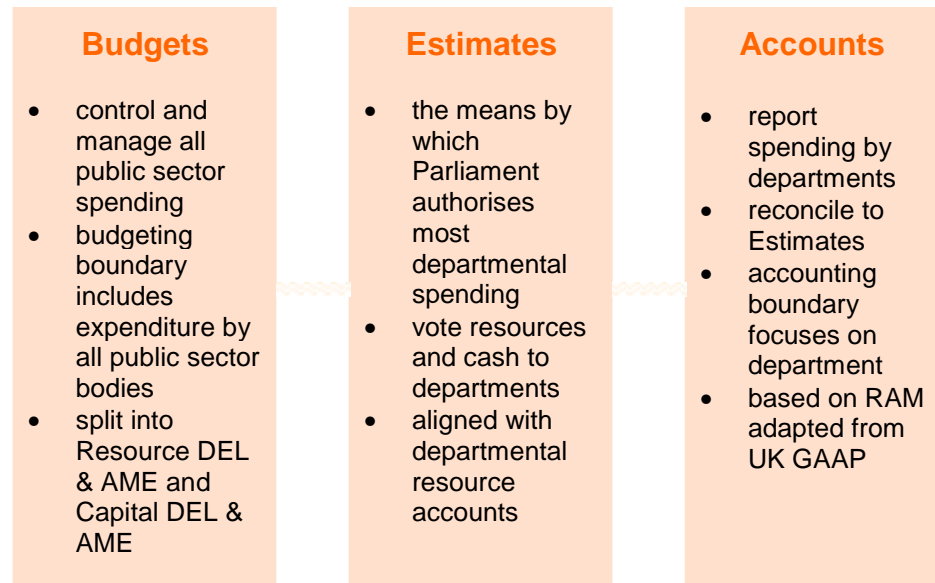 Budgets
• control and
manage all
public sector
spending
• budgeting
boundary
includes
expenditure by
all public sector
bodies
• split into
Resource DEL
& AME and
Capital DEL &
AME
Estimates
• the means by
which
Parliament
authorises
most
departmental
spending
• vote resources
and cash to
departments
• aligned with
departmental
resource
accounts
Accounts
• report
spending by
departments
• reconcile to
Estimates
• accounting
boundary
focuses on
department
• based on RAM
adapted from
UK GAAP